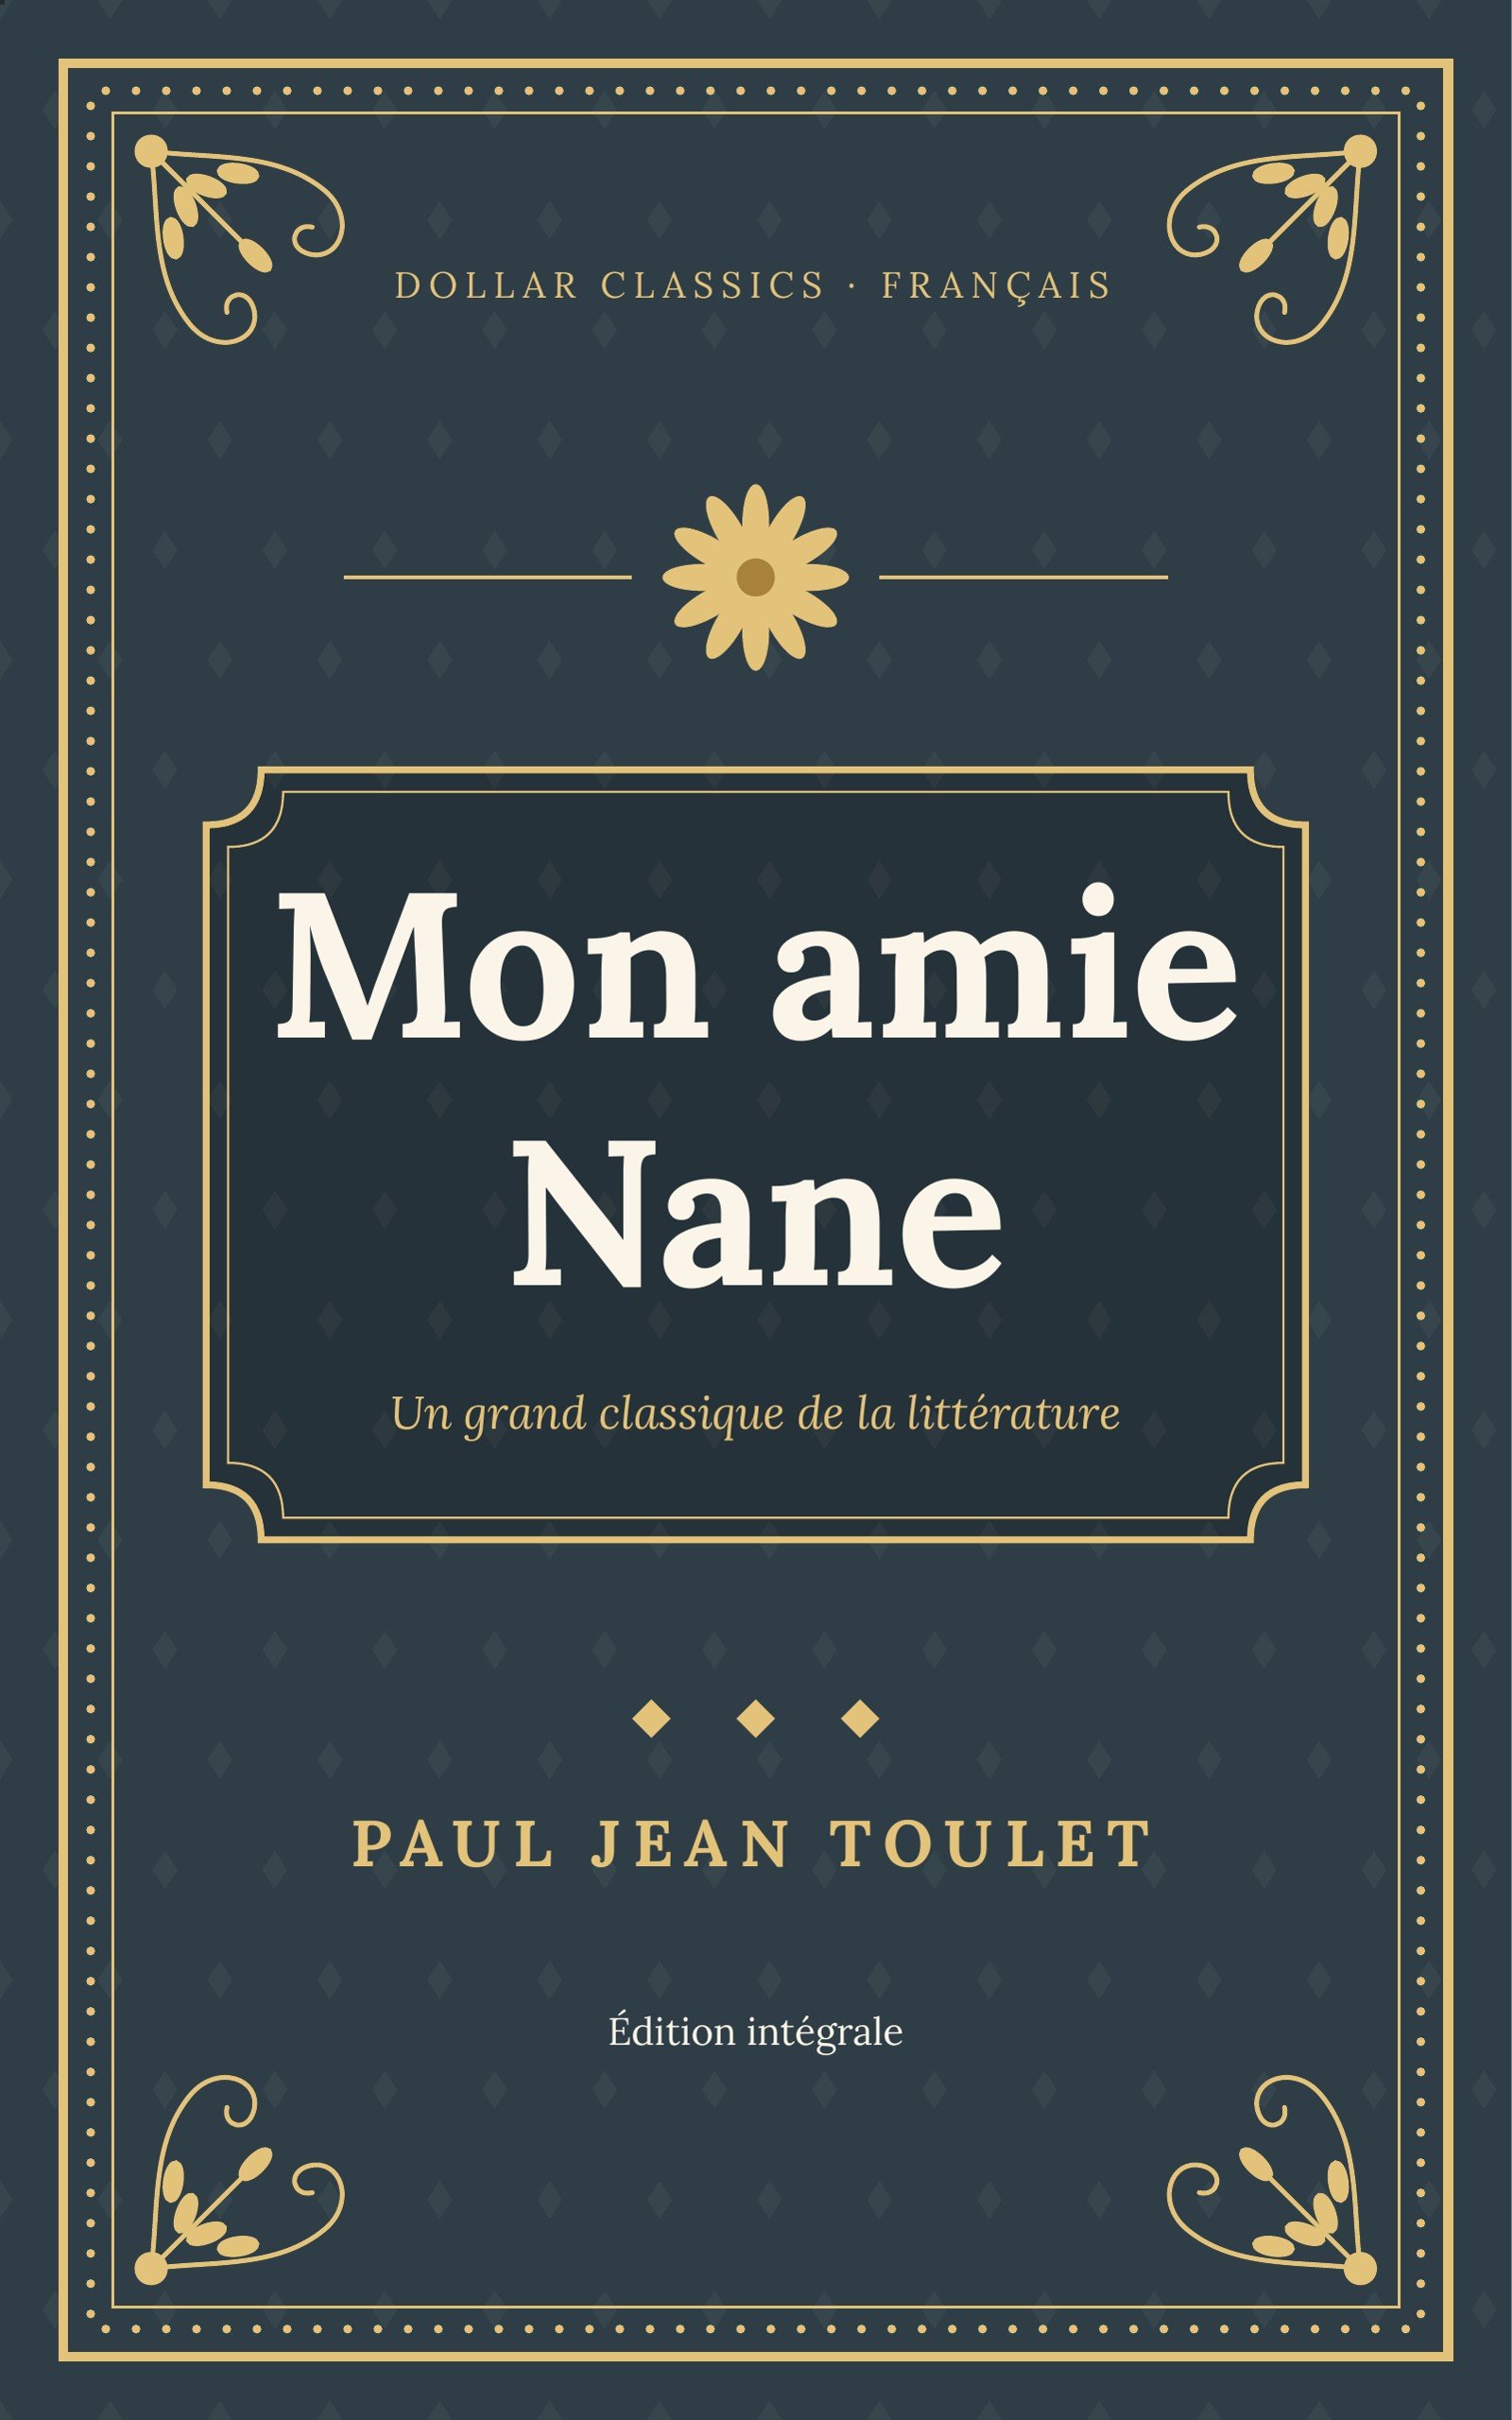 DOLLAR CLASSICS · FRANÇAIS
Mon amie
Nane
Un grand classique de la littérature
PAUL JEAN TOULET
Édition intégrale